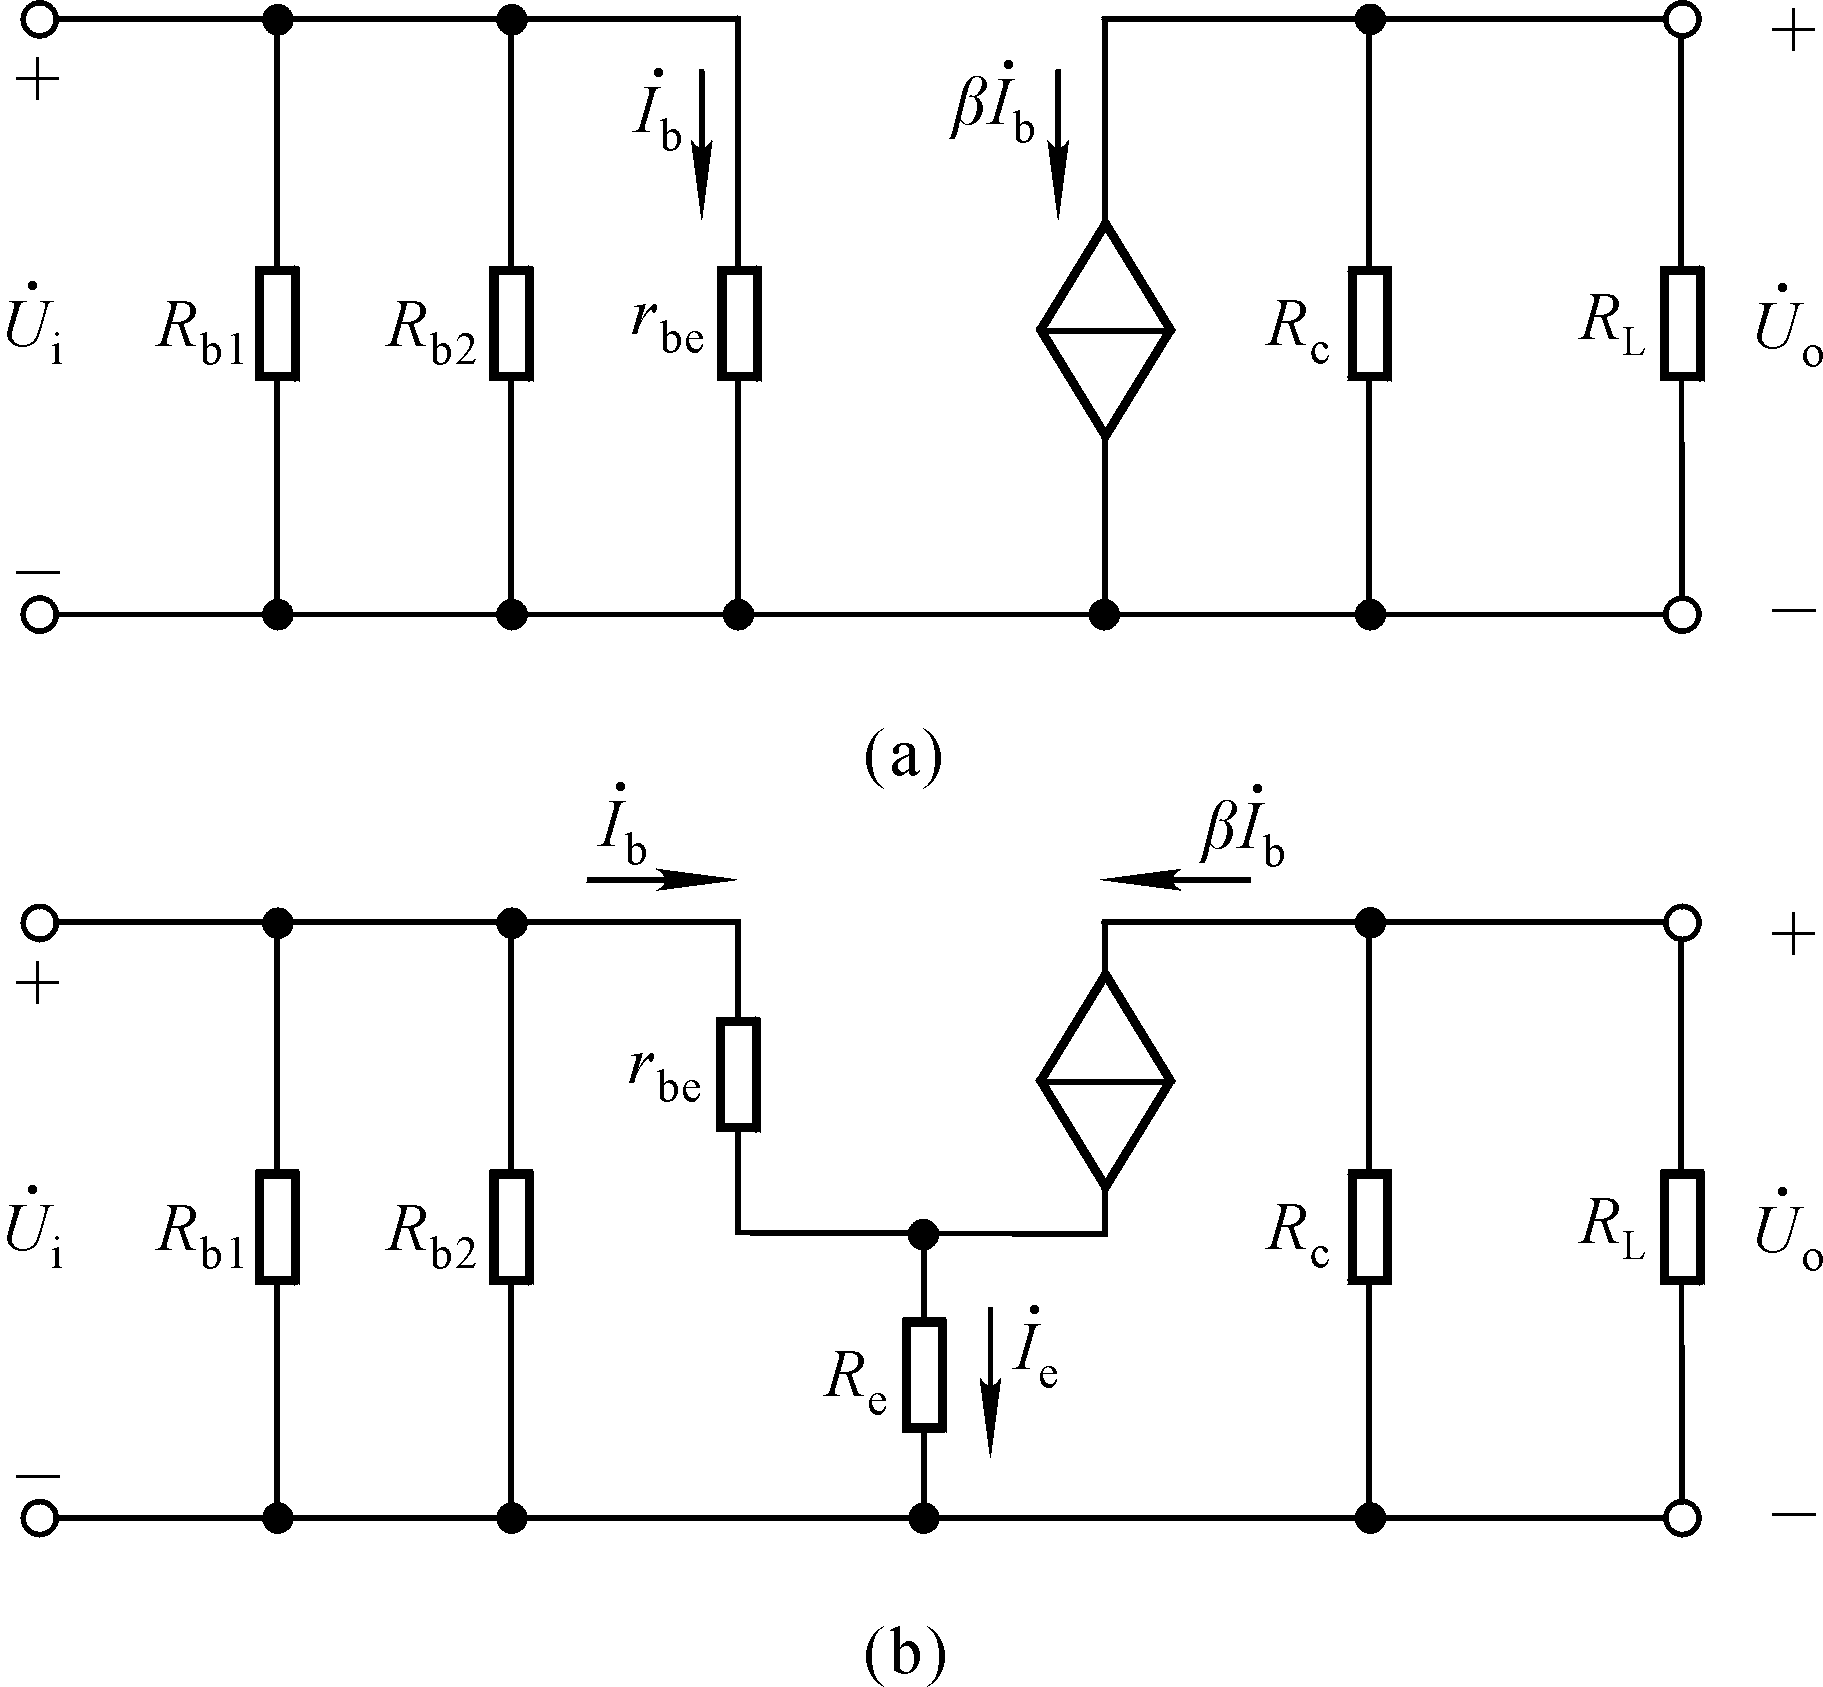 + +
İb βİb
U̇i Rb1 Rb2 rbe Rc RL U̇o
− −
(a)
İb βİb
+ +
rbe
U̇i Rb1 Rb2 Rc RL U̇o
Re İe
− −
(b)